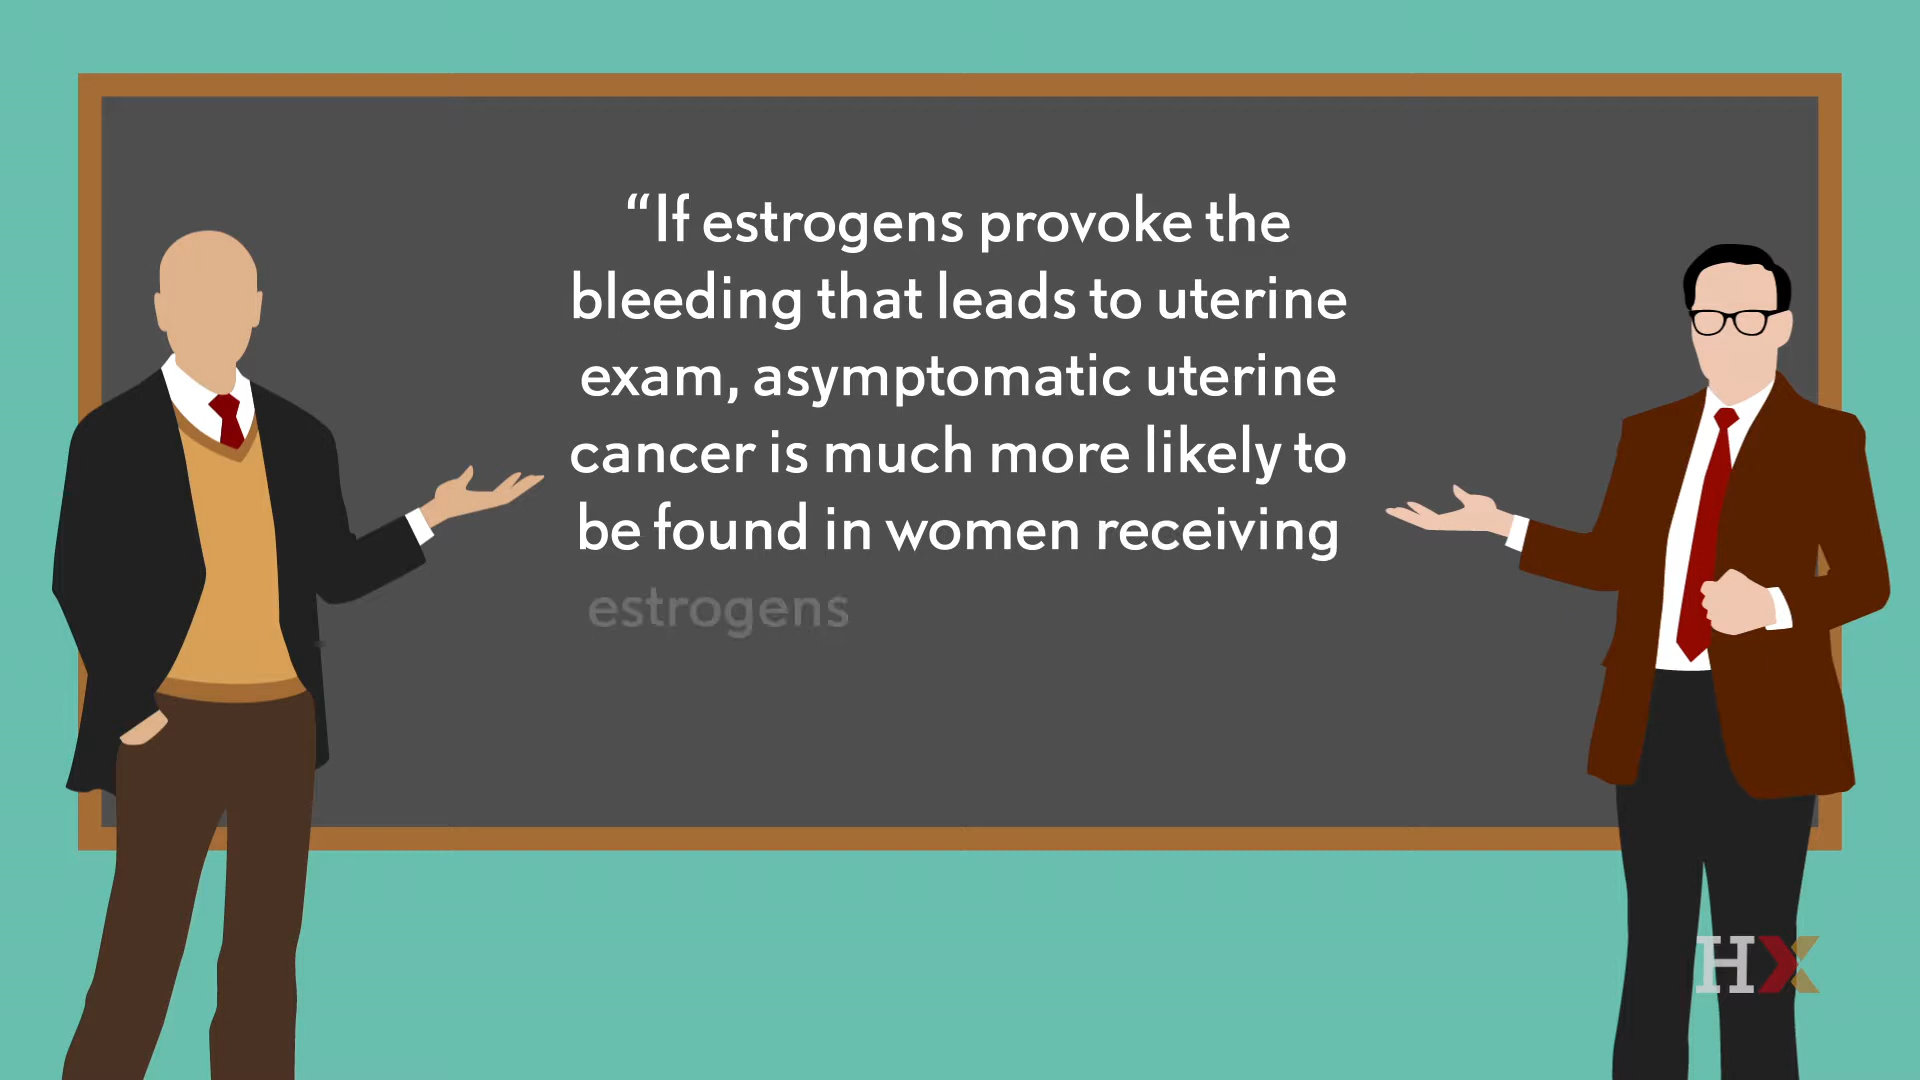 “If estrogens provoke the
bleeding that leads to uterine
exam, asymptomatic uterine
cancer is much more likely to
be found in women receiving
estrogens
HX